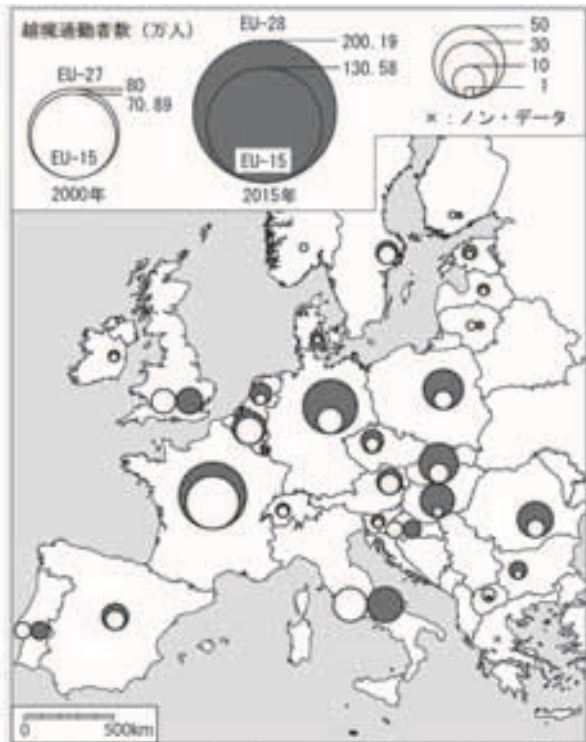 越境通勤者数（万人）
EU-27
80
70.89
EU-15
2000年
EU-28
200.19
130.58
EU-15
2015年
50
30
10
1
×：ノン・データ
0 500km